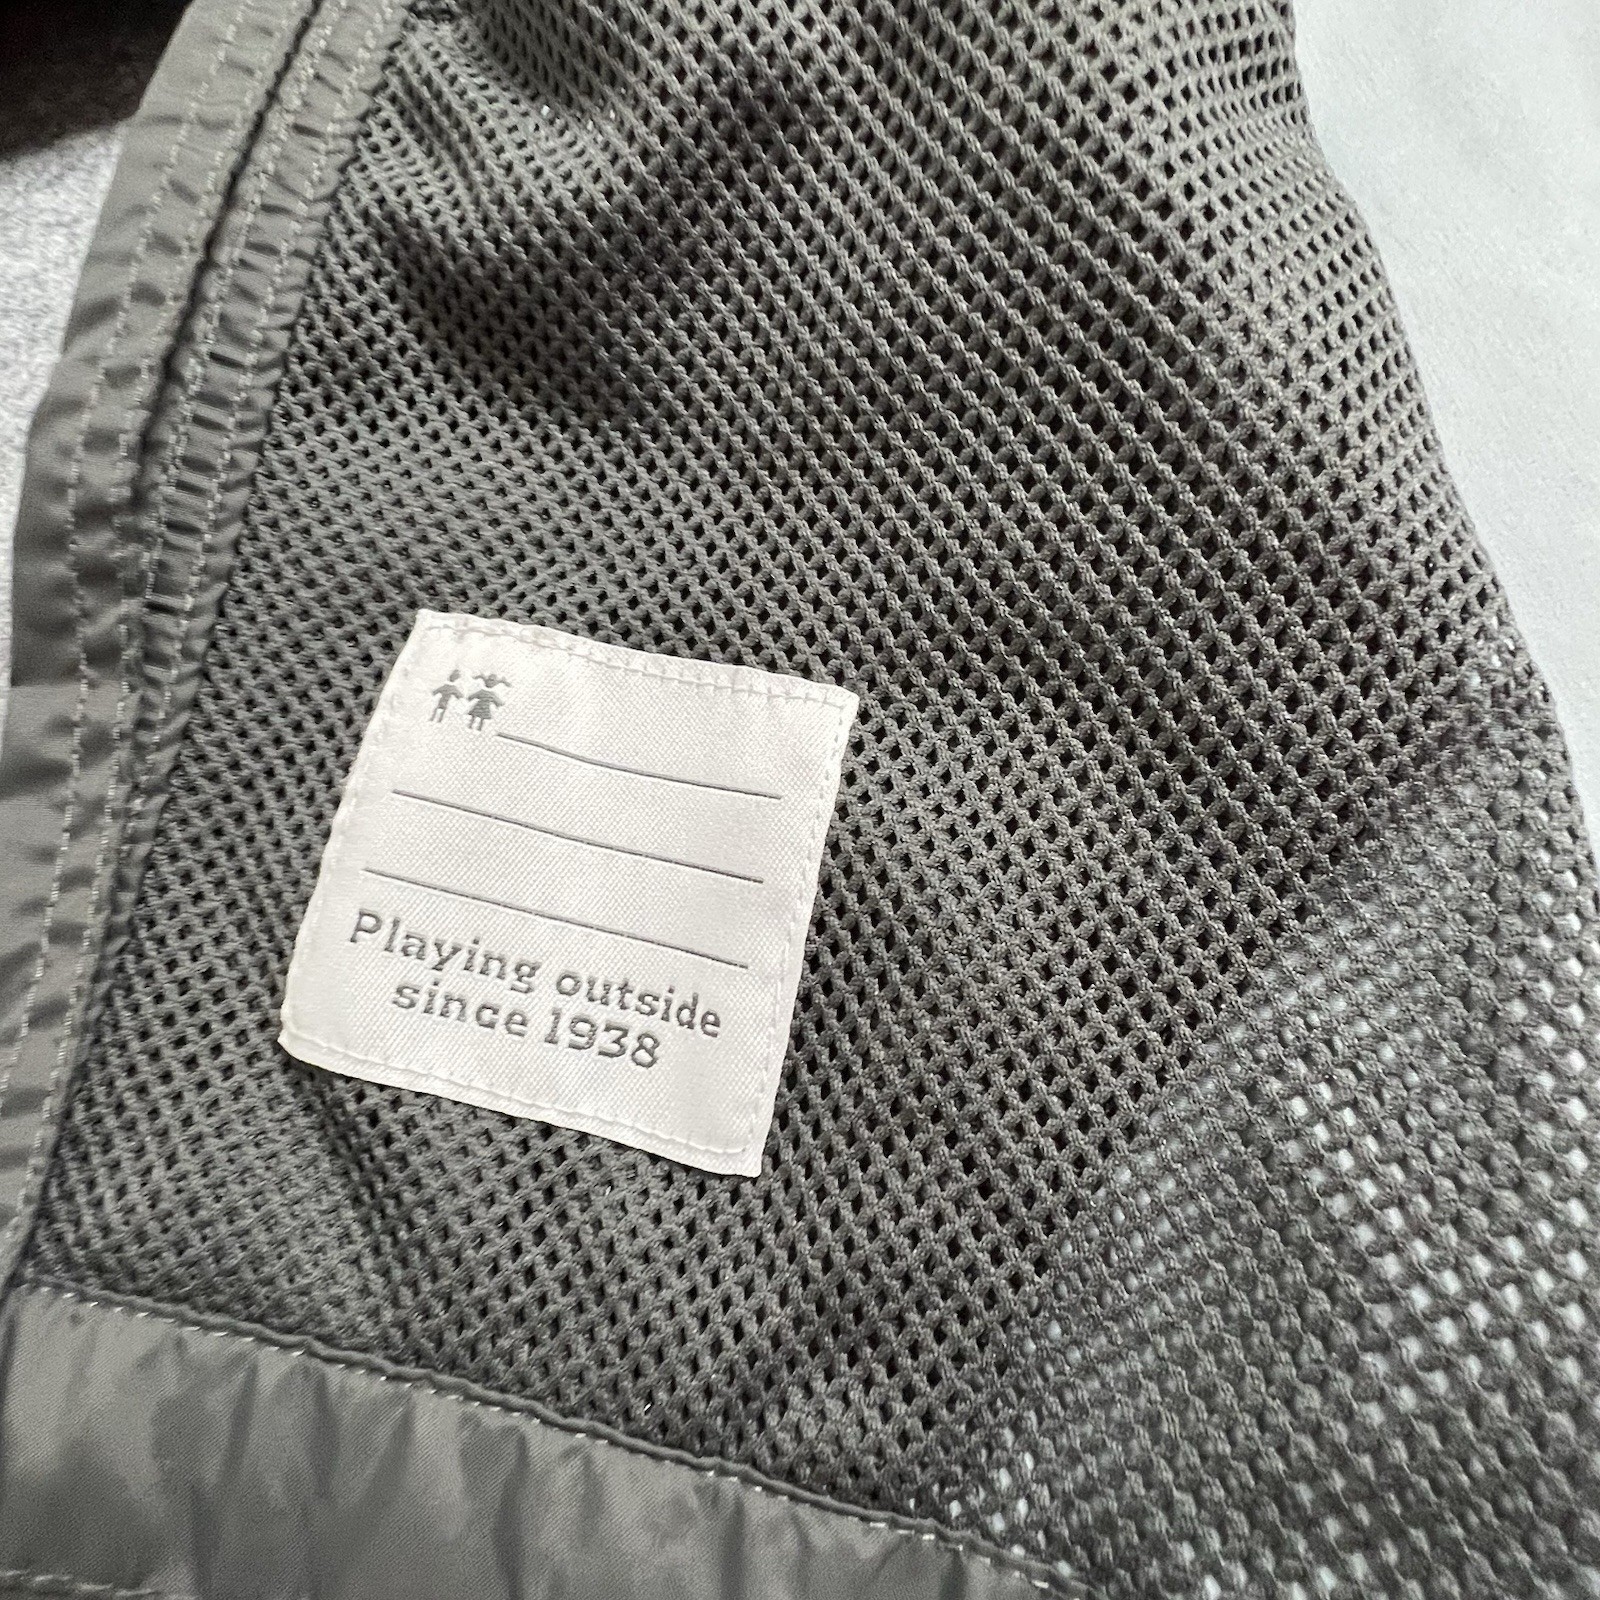 Playing outside
since 1938